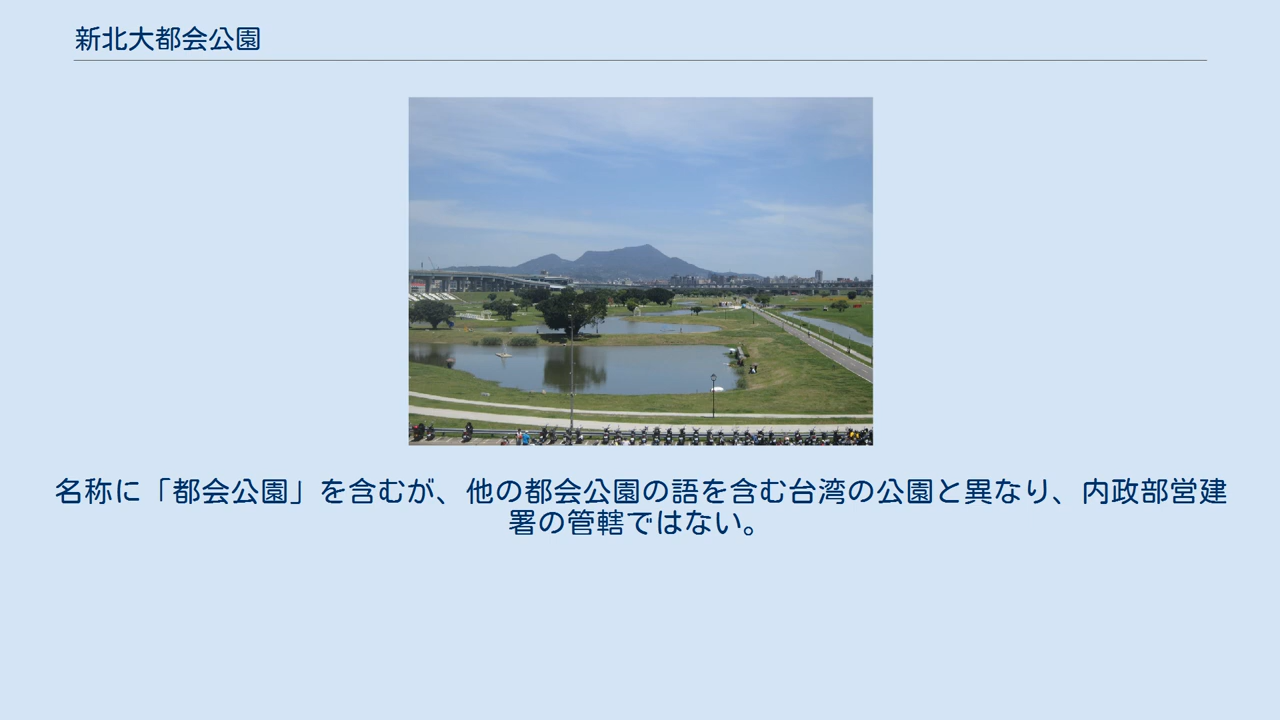 新北大都会公園
名称に「都会公園」を含むが、他の都会公園の語を含む台湾の公園と異なり、内政部営建
署の管轄ではない。